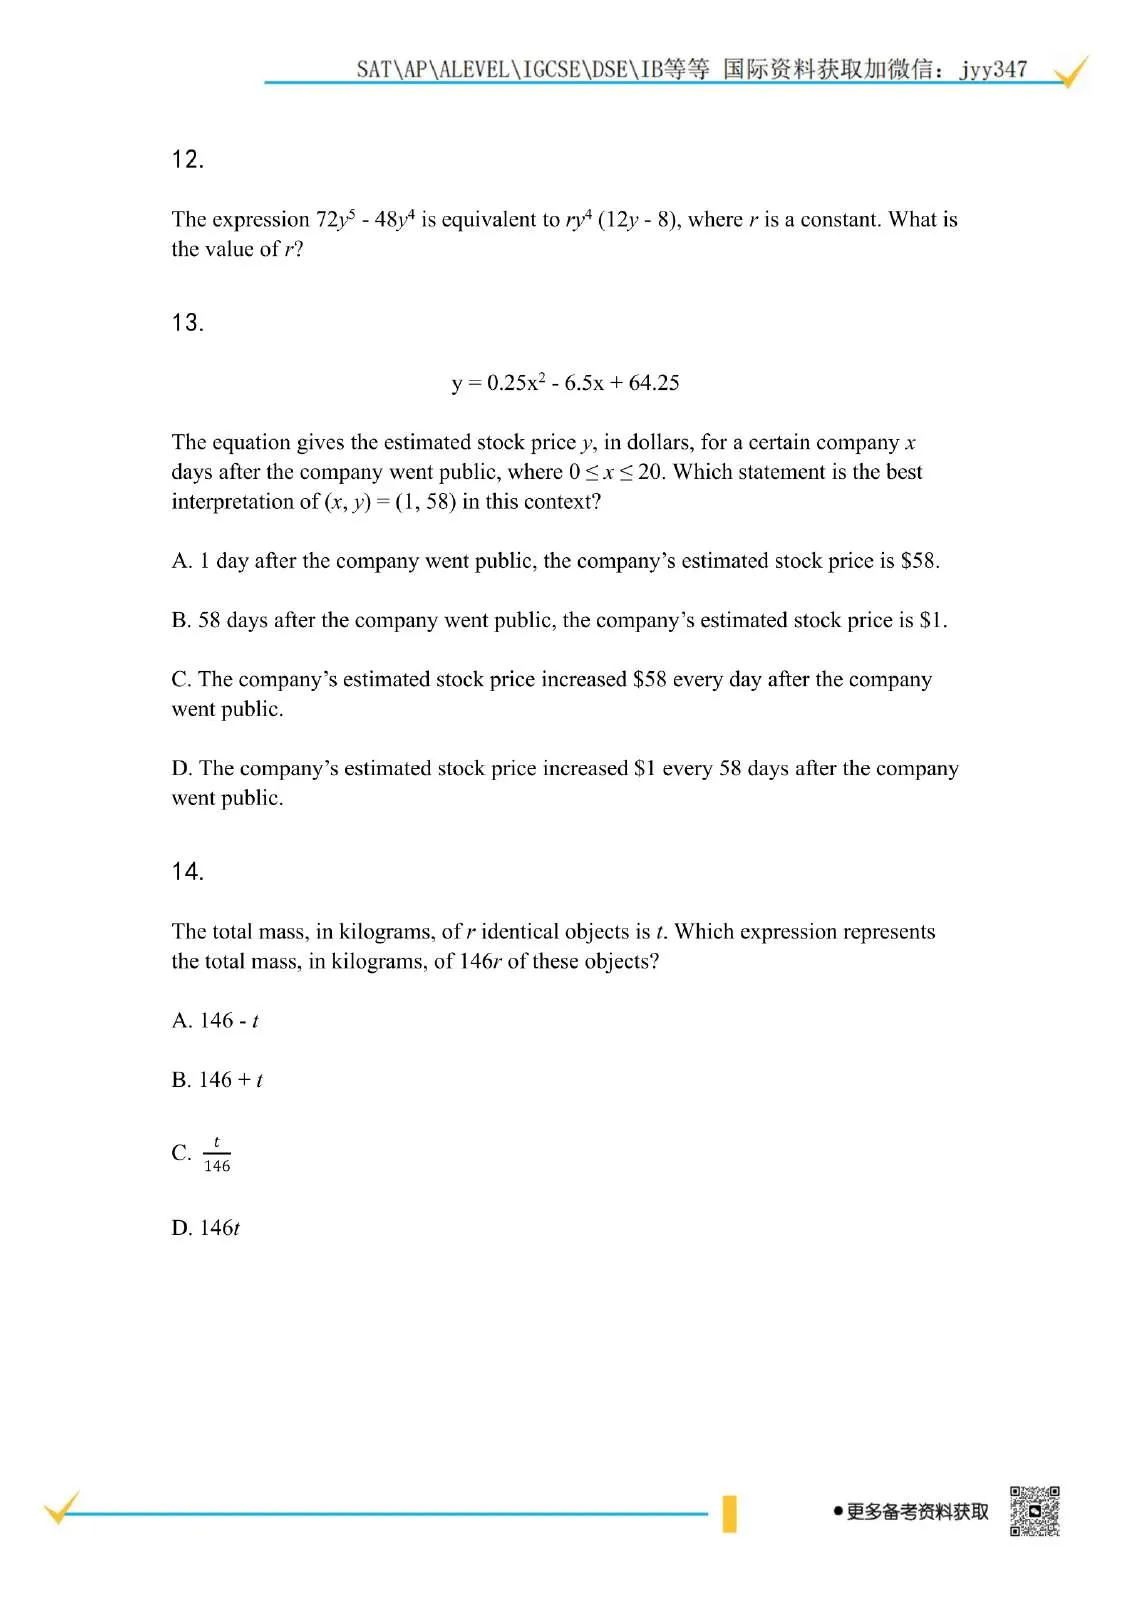 SAT\AP\ALEVEL\IGCSE\DSE\IB等等 国际资料获取加微信：jyy347
12.
The expression 72y⁵ - 48y⁴ is equivalent to ry⁴ (12y - 8), where r is a constant. What is
the value of r?
13.
y = 0.25x² - 6.5x + 64.25
The equation gives the estimated stock price y, in dollars, for a certain company x
days after the company went public, where 0 ≤ x ≤ 20. Which statement is the best
interpretation of (x, y) = (1, 58) in this context?
A. 1 day after the company went public, the company’s estimated stock price is $58.
B. 58 days after the company went public, the company’s estimated stock price is $1.
C. The company’s estimated stock price increased $58 every day after the company
went public.
D. The company’s estimated stock price increased $1 every 58 days after the company
went public.
14.
The total mass, in kilograms, of r identical objects is t. Which expression represents
the total mass, in kilograms, of 146r of these objects?
A. 146 - t
B. 146 + t
C. t/146
D. 146t
●更多备考资料获取